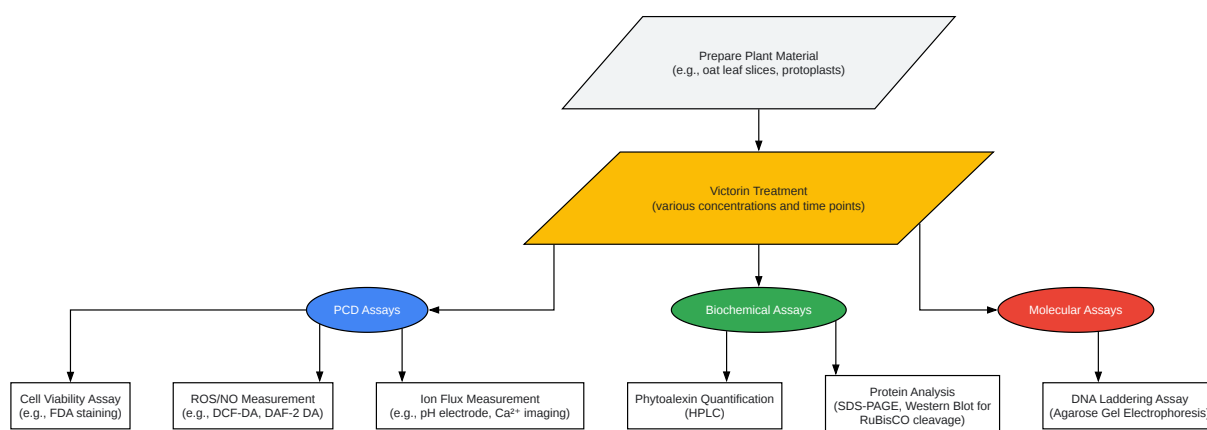 Prepare Plant Material
(e.g., oat leaf slices, protoplasts)
Victorin Treatment
(various concentrations and time points)
PCD Assays
Biochemical Assays
Molecular Assays
Cell Viability Assay
(e.g., FDA staining)
ROS/NO Measurement
(e.g., DCF-DA, DAF-2 DA)
Ion Flux Measurement
(e.g., pH electrode, Ca²⁺ imaging)
Phytoalexin Quantification
(HPLC)
Protein Analysis
(SDS-PAGE, Western Blot for
RuBisCO cleavage)
DNA Laddering Assay
(Agarose Gel Electrophoresis)